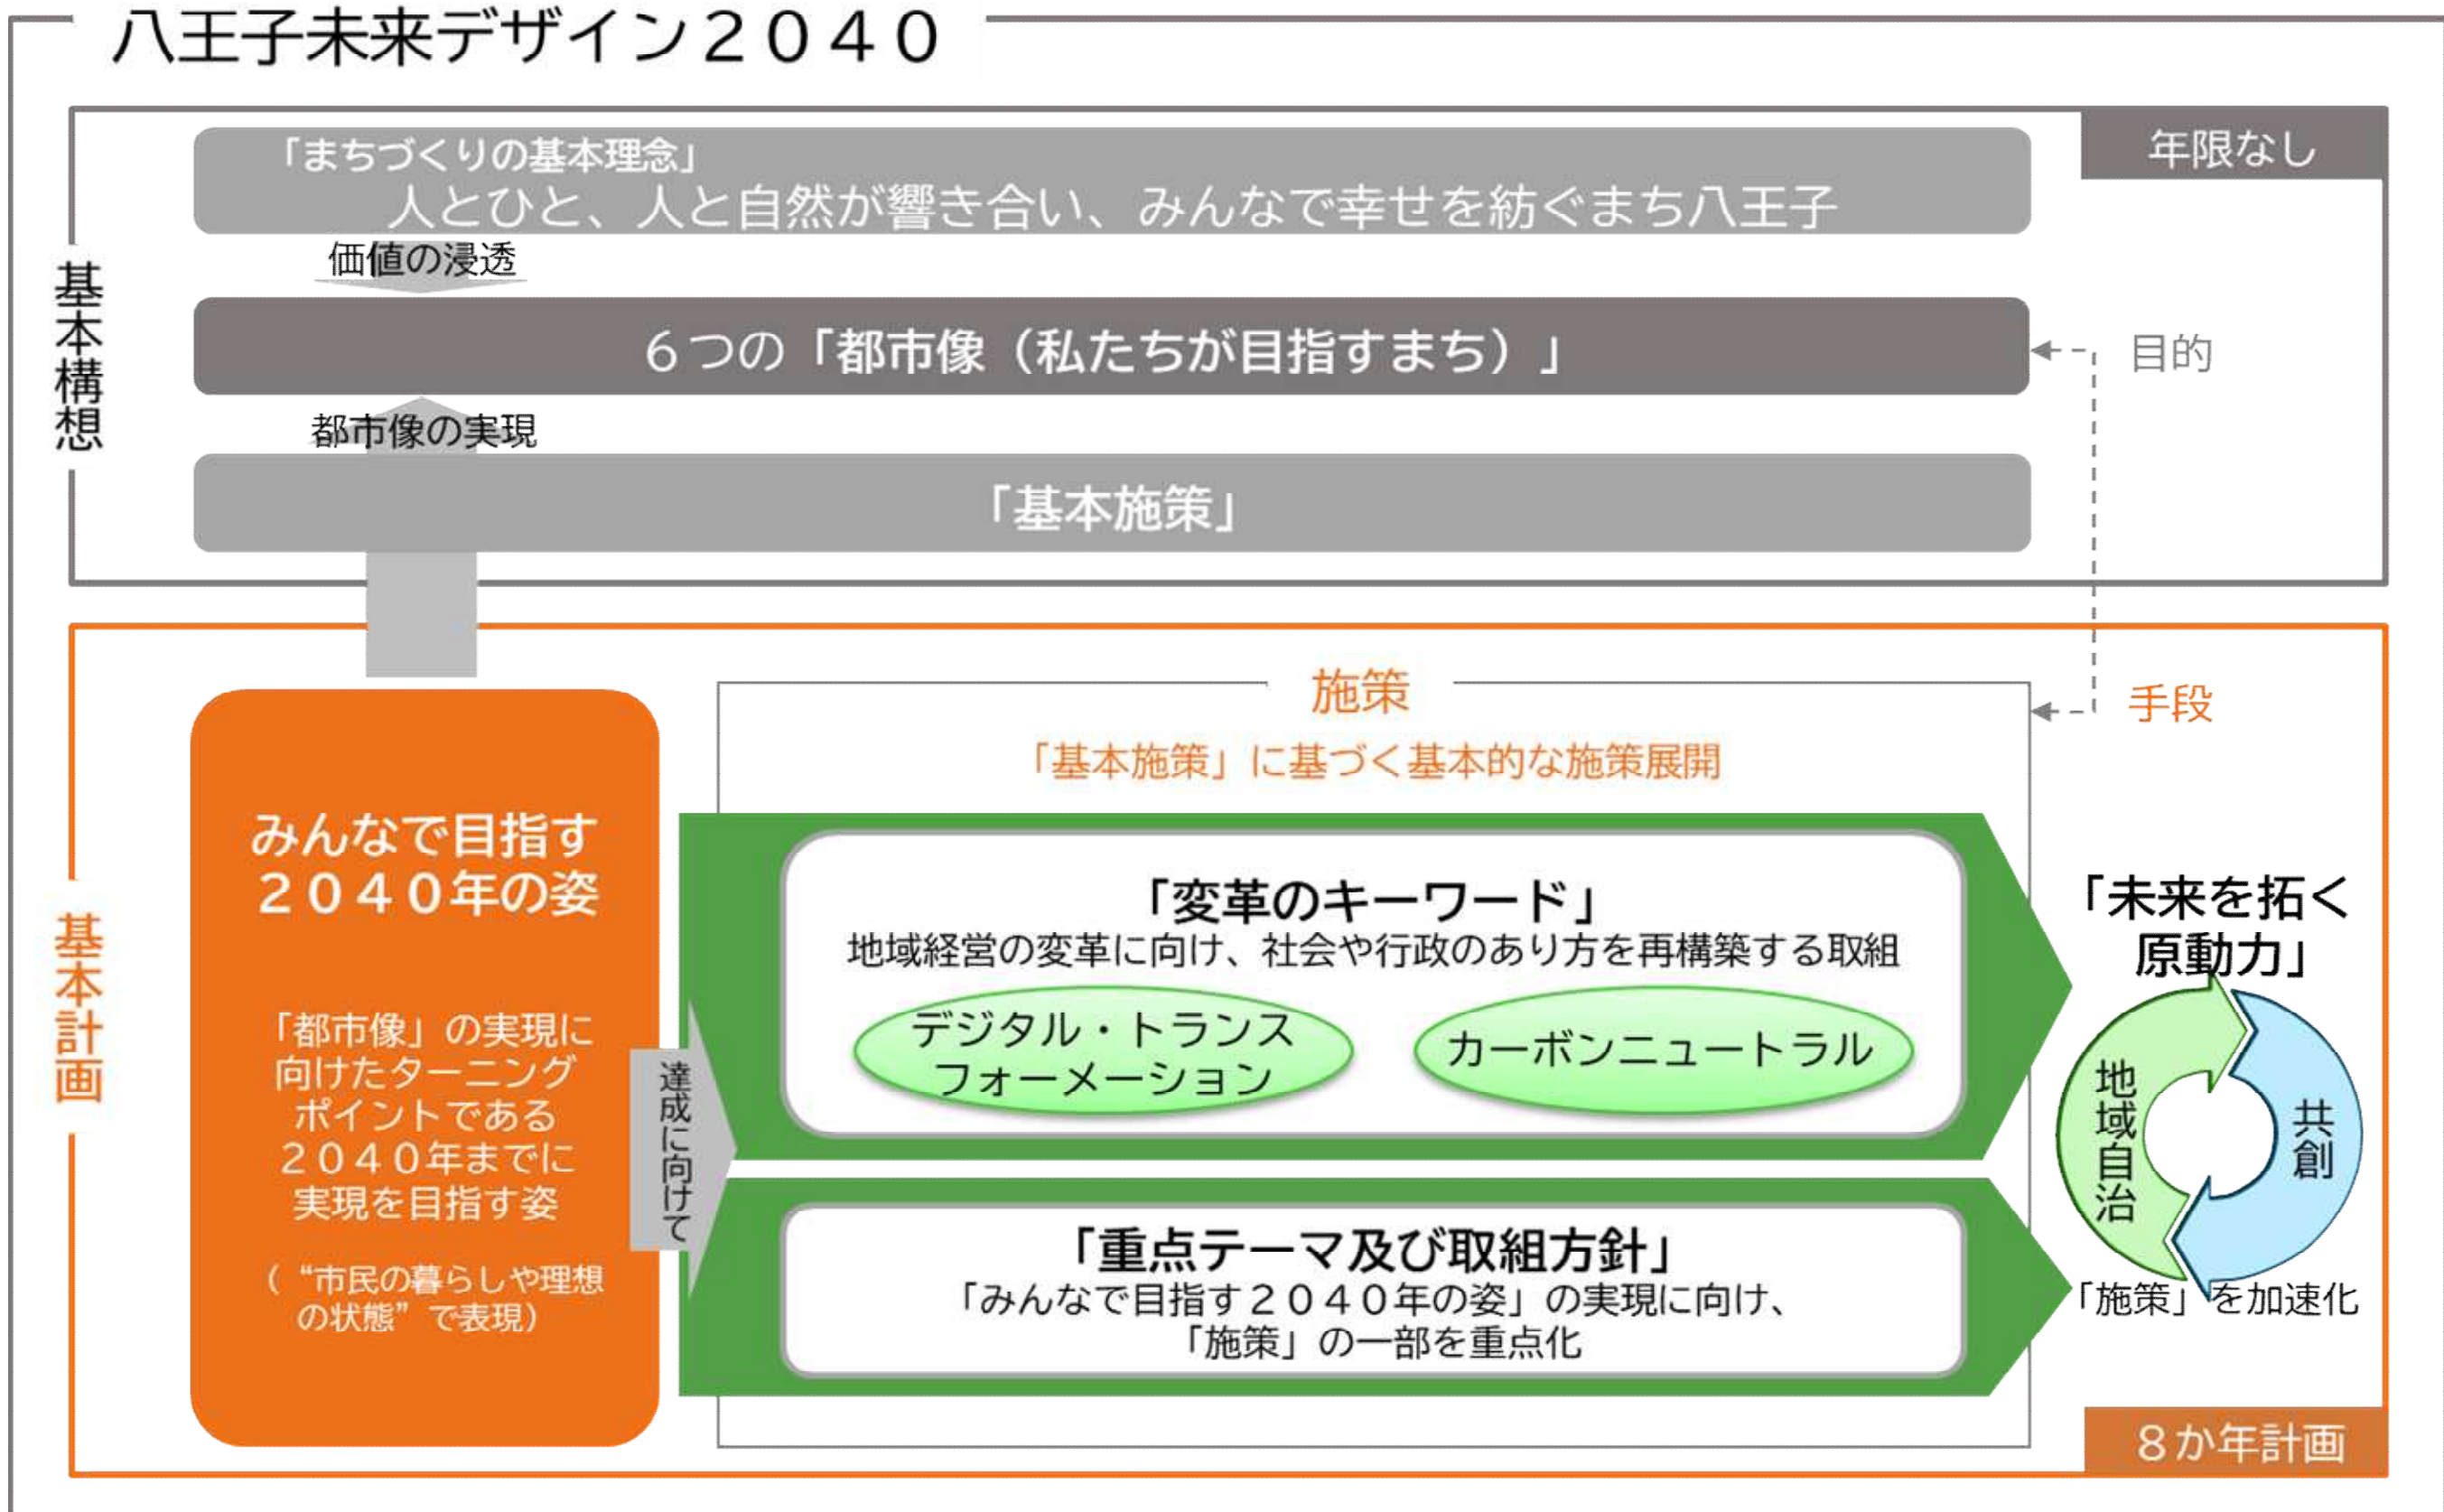 八王子未来デザイン２０４０
年限なし
「まちづくりの基本理念」
人とひと、人と自然が響き合い、みんなで幸せを紡ぐまち八王子
価値の浸透
基本構想
６つの「都市像（私たちが目指すまち）」
目的
都市像の実現
「基本施策」
施策
手段
「基本施策」に基づく基本的な施策展開
基本計画
みんなで目指す
２０４０年の姿
「都市像」の実現に
向けたターニング
ポイントである
２０４０年までに
実現を目指す姿
（“市民の暮らしや理想
の状態”で表現）
達成に向けて
「変革のキーワード」
地域経営の変革に向け、社会や行政のあり方を再構築する取組
デジタル・トランス
フォーメーション
カーボンニュートラル
「重点テーマ及び取組方針」
「みんなで目指す２０４０年の姿」の実現に向け、
「施策」の一部を重点化
「未来を拓く
原動力」
地域自治
共創
「施策」を加速化
８か年計画